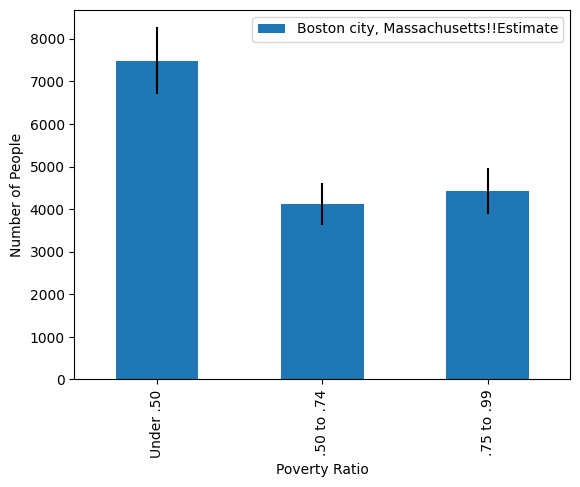 Boston city, Massachusetts!!Estimate
Number of People
8000
7000
6000
5000
4000
3000
2000
1000
0
Under .50
.50 to .74
.75 to .99
Poverty Ratio